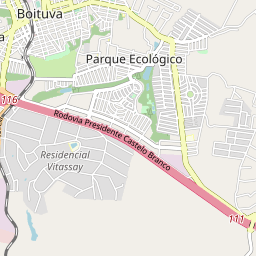 Boituva
a
Parque Ecológico
116
Rodovia Presidente Castelo Branco
Residencial
Vitassay
111